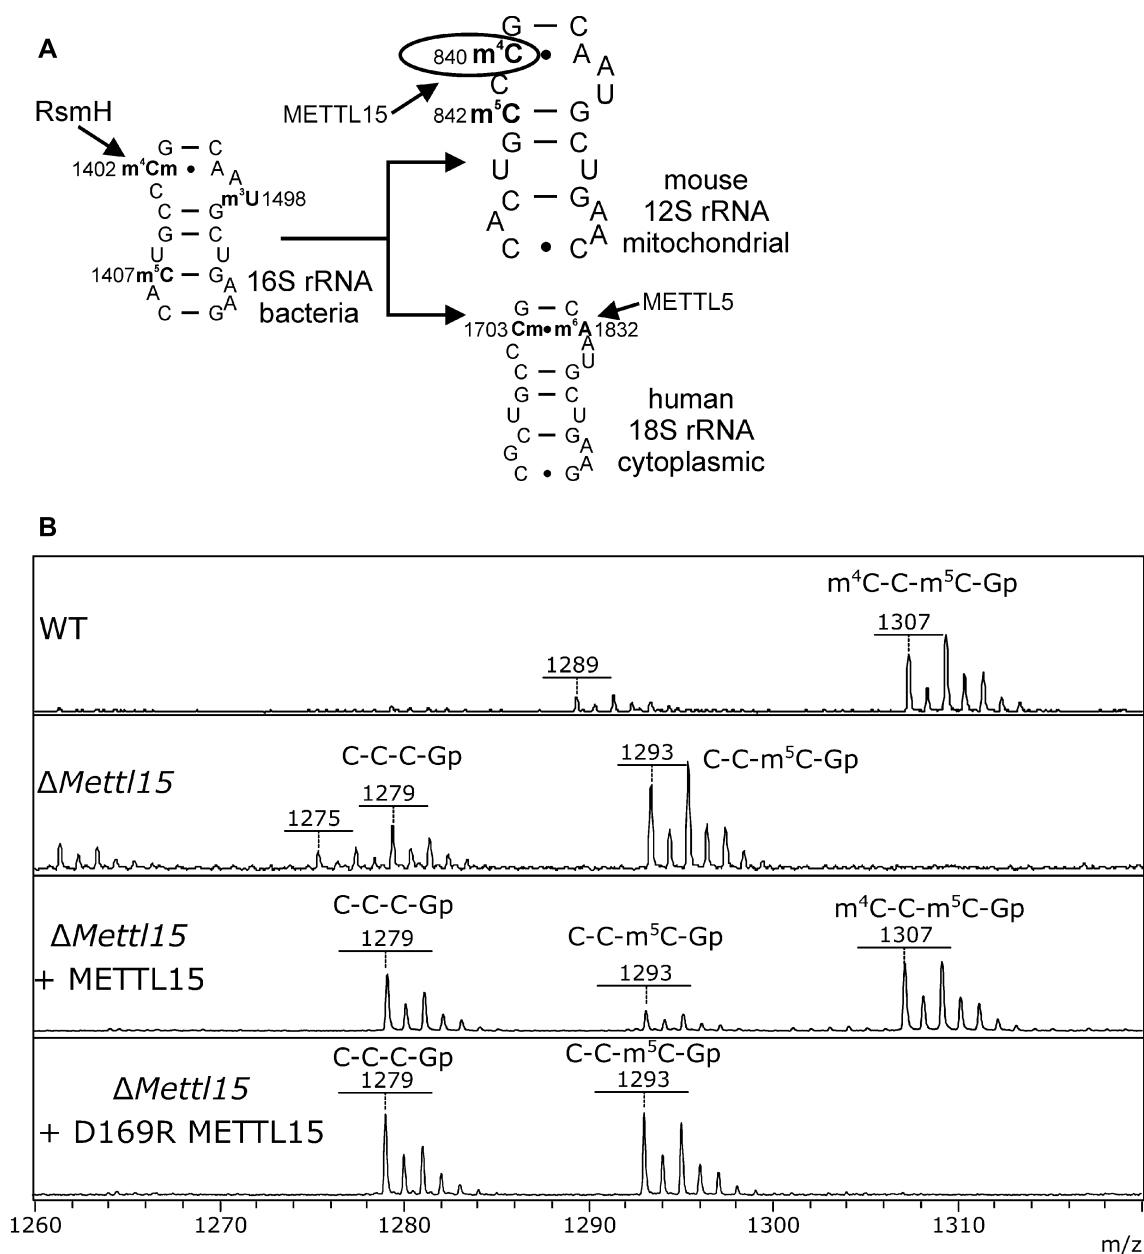 A
RsmH
G – C
1402 m⁴Cm • A
C A
m³U 1498
C – G
G – C
U U
1407 m⁵C – G
A A
C – G A
16S rRNA
bacteria
G – C
840 m⁴C • A
C A
U
METTL15
842 m⁵C – G
G – C
U U
C – G
A A
C • C A
mouse
12S rRNA
mitochondrial
METTL5
G – C
1703 Cm • m⁶A 1832
C A
U
C – G
G – C
U U
C – G
G A
C • G A
human
18S rRNA
cytoplasmic
B
WT
1289
1307
m⁴C-C-m⁵C-Gp
ΔMettl15
1275
C-C-C-Gp
1279
1293
C-C-m⁵C-Gp
ΔMettl15
+ METTL15
C-C-C-Gp
1279
C-C-m⁵C-Gp
1293
m⁴C-C-m⁵C-Gp
1307
ΔMettl15
+ D169R METTL15
C-C-C-Gp
1279
C-C-m⁵C-Gp
1293
1260 1270 1280 1290 1300 1310
m/z